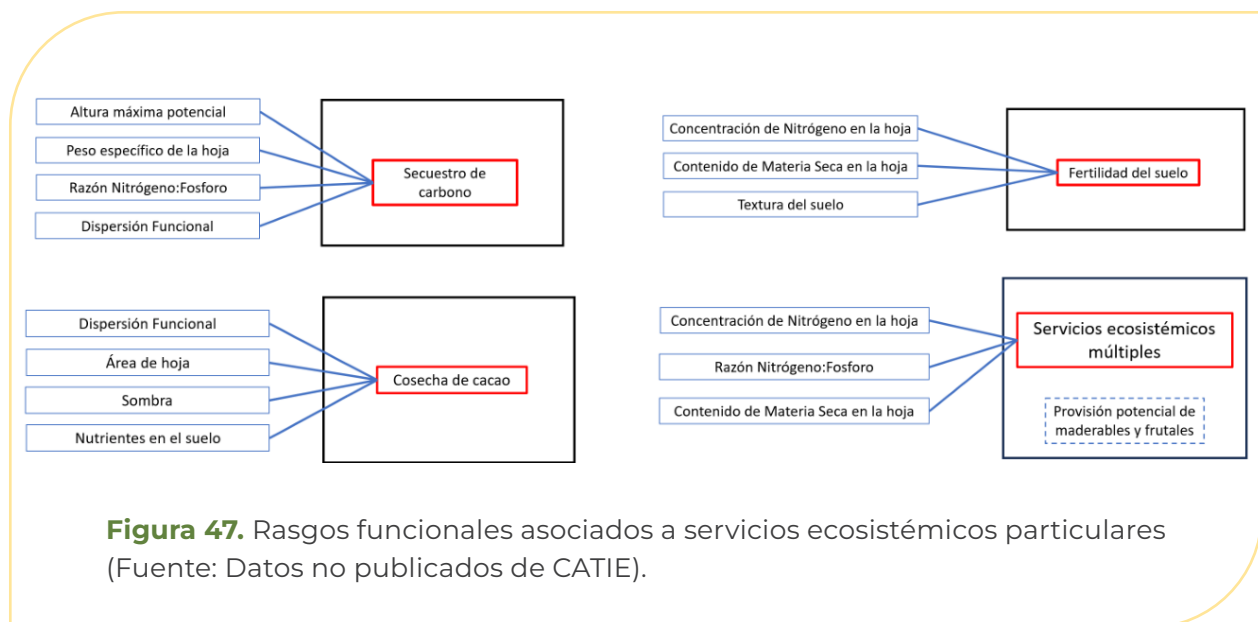 Altura máxima potencial
Peso específico de la hoja
Razón Nitrógeno:Fosforo
Dispersión Funcional
Secuestro de
carbono
Concentración de Nitrógeno en la hoja
Contenido de Materia Seca en la hoja
Textura del suelo
Fertilidad del suelo
Dispersión Funcional
Área de hoja
Sombra
Nutrientes en el suelo
Cosecha de cacao
Concentración de Nitrógeno en la hoja
Razón Nitrógeno:Fosforo
Contenido de Materia Seca en la hoja
Servicios ecosistémicos
múltiples
Provisión potencial de
maderables y frutales
Figura 47. Rasgos funcionales asociados a servicios ecosistémicos particulares
(Fuente: Datos no publicados de CATIE).